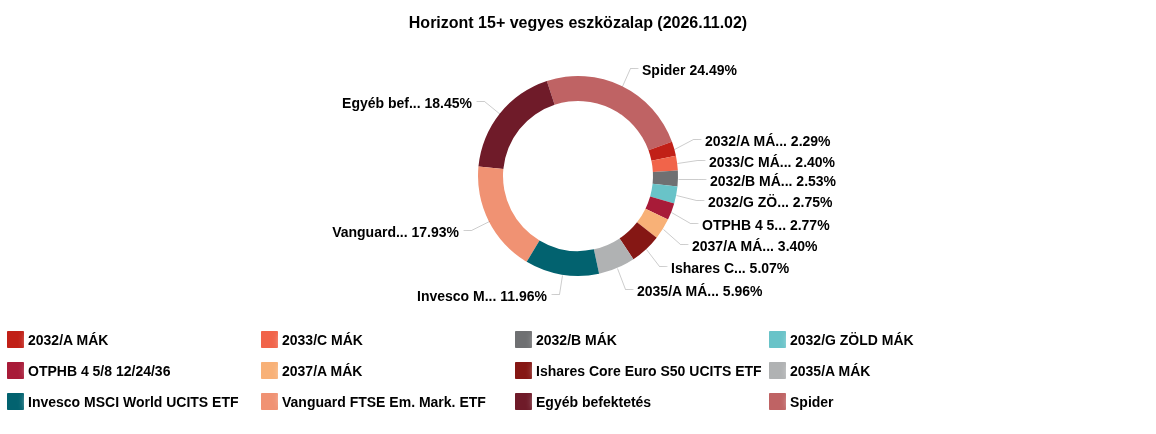 Horizont 15+ vegyes eszközalap (2026.11.02)
Spider 24.49%
Egyéb bef... 18.45%
2032/A MÁ... 2.29%
2033/C MÁ... 2.40%
2032/B MÁ... 2.53%
2032/G ZÖ... 2.75%
OTPHB 4 5... 2.77%
Vanguard... 17.93%
2037/A MÁ... 3.40%
Ishares C... 5.07%
2035/A MÁ... 5.96%
Invesco M... 11.96%
2032/A MÁK
2033/C MÁK
2032/B MÁK
2032/G ZÖLD MÁK
OTPHB 4 5/8 12/24/36
2037/A MÁK
Ishares Core Euro S50 UCITS ETF
2035/A MÁK
Invesco MSCI World UCITS ETF
Vanguard FTSE Em. Mark. ETF
Egyéb befektetés
Spider